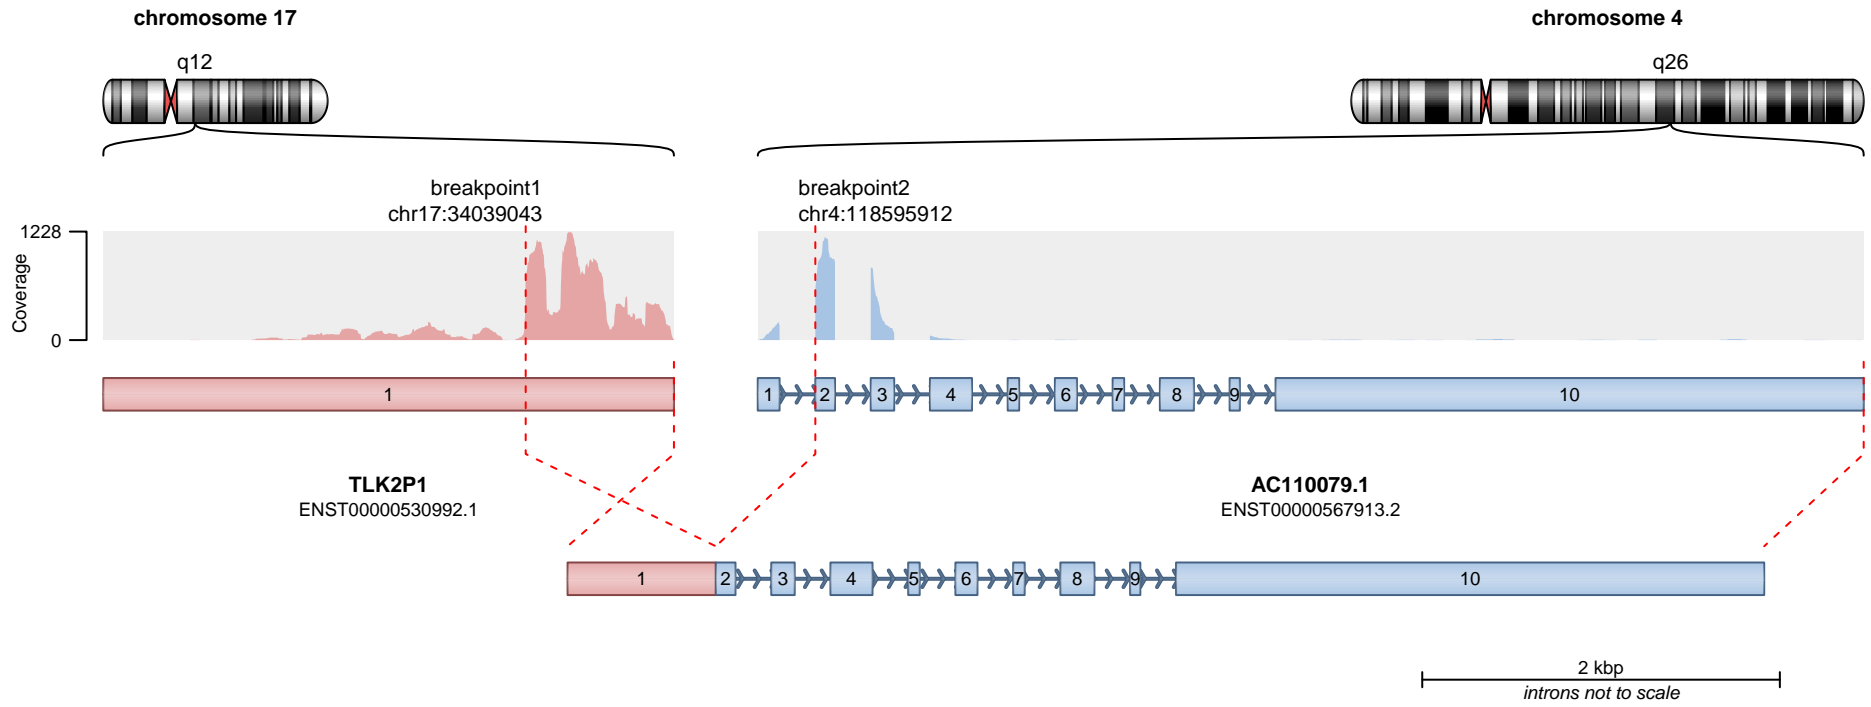 chromosome 17
chromosome 4
q12
q26
breakpoint1
chr17:34039043
breakpoint2
chr4:118595912
1228
0
Coverage
1
1 2 3 4 5 6 7 8 9 10
TLK2P1
ENST00000530992.1
AC110079.1
ENST00000567913.2
1 2 3 4 5 6 7 8 9 10
2 kbp
introns not to scale